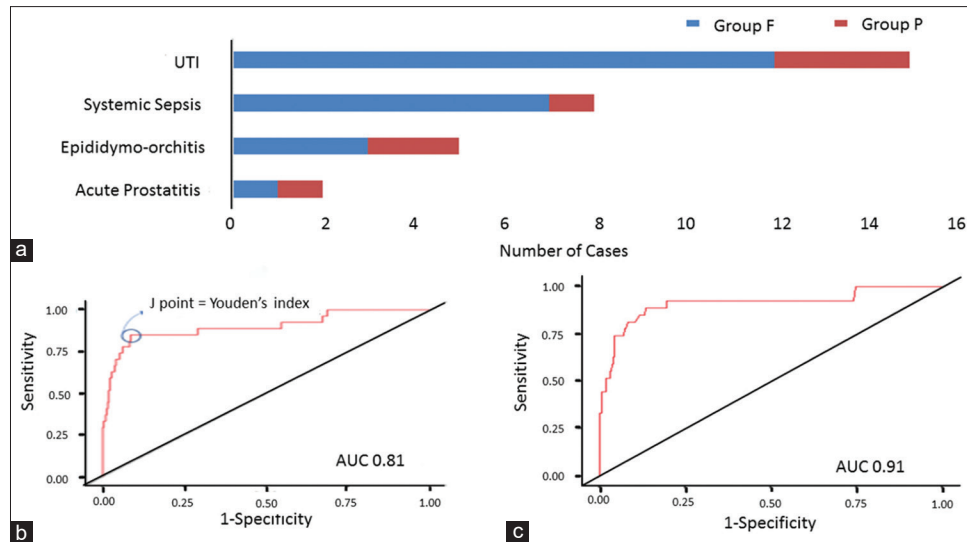 Group F Group P
UTI
Systemic Sepsis
Epididymo-orchitis
Acute Prostatitis
0 2 4 6 8 10 12 14 16
Number of Cases
a
J point = Youden's index
1.00
0.75
0.50
0.25
0.00
Sensitivity
AUC 0.81
0.00 0.25 0.50 0.75 1.00
1-Specificity
b
1.00
0.75
0.50
0.25
0.00
Sensitivity
AUC 0.91
0.00 0.25 0.50 0.75 1.00
1-Specificity
c